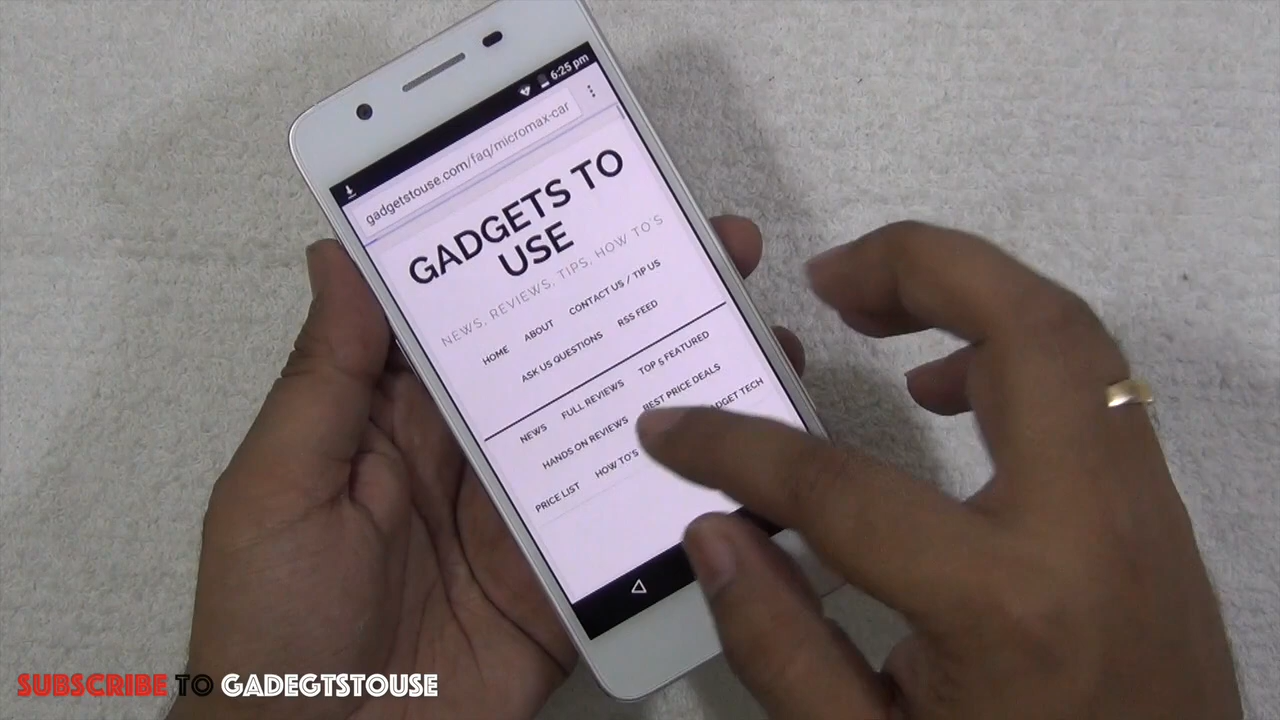 6:25 pm
gadgetstouse.com/faq/micromax-car
GADGETS TO
USE
NEWS, REVIEWS, TIPS, HOW TO'S
HOME ABOUT CONTACT US / TIP US
ASK US QUESTIONS RSS FEED
NEWS FULL REVIEWS TOP 5 FEATURED
HANDS ON REVIEWS BEST PRICE DEALS
PRICE LIST HOW TO'S TECH
SUBSCRIBE TO GADEGTSTOUSE